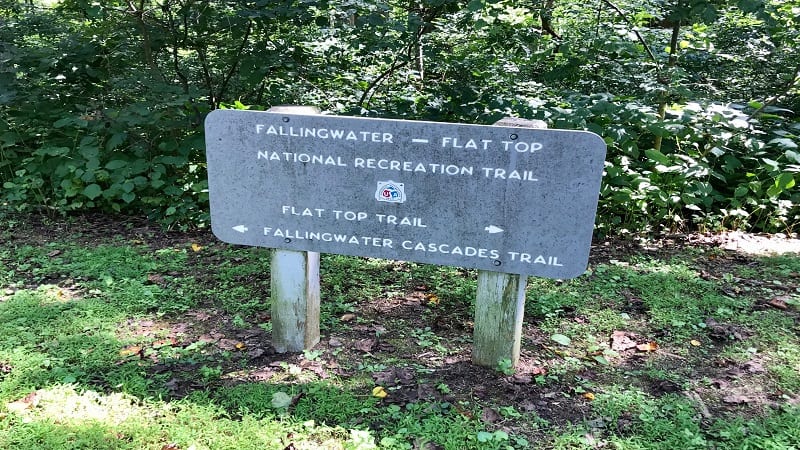 FALLINGWATER — FLAT TOP
NATIONAL RECREATION TRAIL
FLAT TOP TRAIL →
← FALLINGWATER CASCADES TRAIL